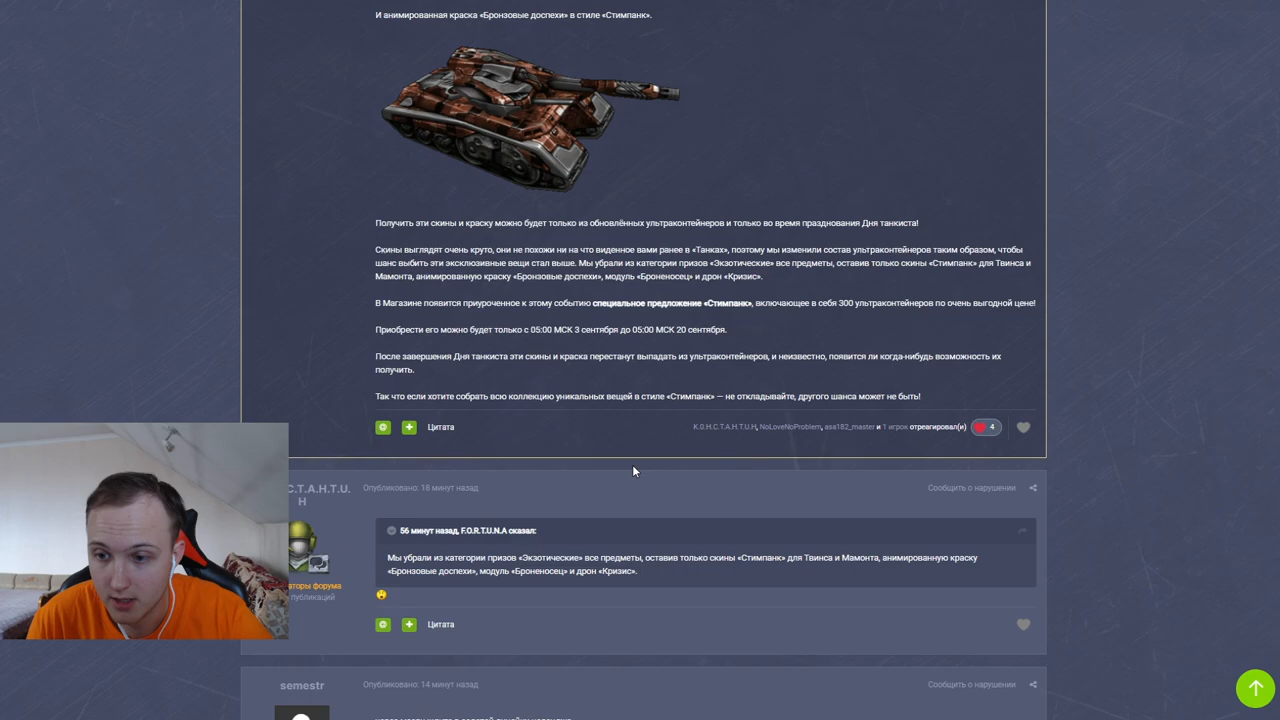 И анимированная краска «Бронзовые доспехи» в стиле «Стимпанк».
Получить эти скины и краску можно будет только из обновлённых ультраконтейнеров и только во время празднования Дня танкиста!
Скины выглядят очень круто, они не похожи ни на что виденное вами ранее в «Танках», поэтому мы изменили состав ультраконтейнеров таким образом, чтобы
шанс выбить эти эксклюзивные вещи стал выше. Мы убрали из категории призов «Экзотические» все предметы, оставив только скины «Стимпанк» для Твинса и
Мамонта, анимированную краску «Бронзовые доспехи», модуль «Броненосец» и дрон «Кризис».
В Магазине появится приуроченное к этому событию специальное предложение «Стимпанк», включающее в себя 300 ультраконтейнеров по очень выгодной цене!
Приобрести его можно будет только с 05:00 МСК 3 сентября до 05:00 МСК 20 сентября.
После завершения Дня танкиста эти скины и краска перестанут выпадать из ультраконтейнеров, и неизвестно, появится ли когда-нибудь возможность их
получить.
Так что если хотите собрать всю коллекцию уникальных вещей в стиле «Стимпанк» — не откладывайте, другого шанса может не быть!
Цитата
K.0.H.C.T.A.H.T.U.H, NoLoveNoProblem, asa182_master и 1 игрок отреагировал(и) 4
С.T.A.H.T.U.
H
Опубликовано: 18 минут назад
Сообщить о нарушении
56 минут назад, F.O.R.T.U.N.A сказал:
Мы убрали из категории призов «Экзотические» все предметы, оставив только скины «Стимпанк» для Твинса и Мамонта, анимированную краску
«Бронзовые доспехи», модуль «Броненосец» и дрон «Кризис».
аторы форума
публикаций
Цитата
semestr
Опубликовано: 14 минут назад
Сообщить о нарушении